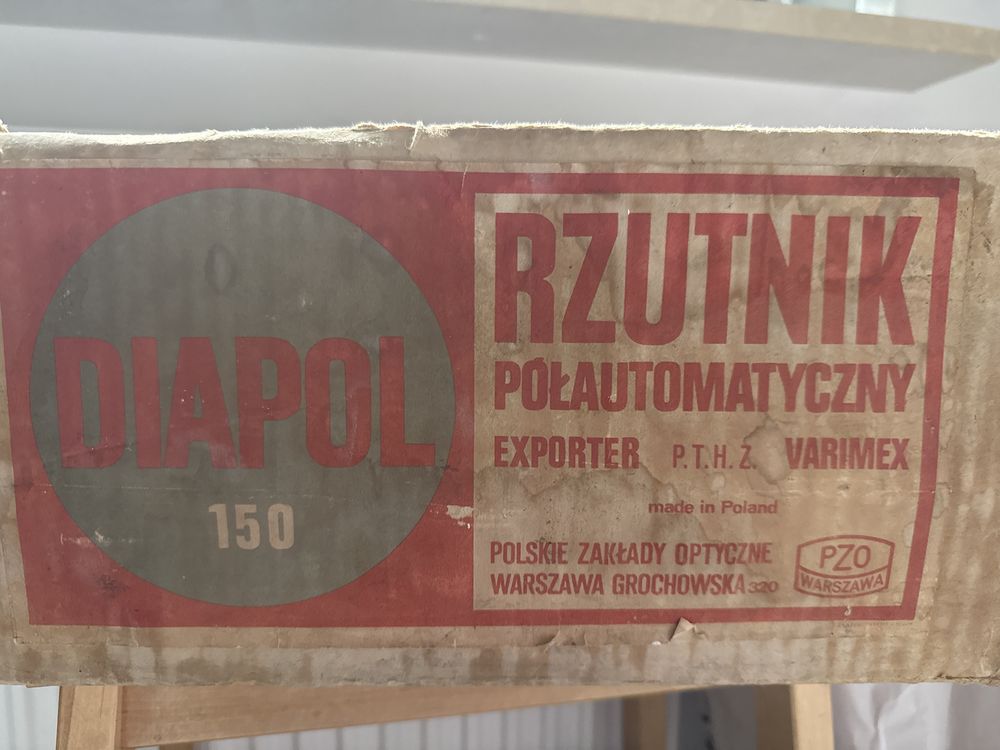 DIAPOL
150
RZUTNIK
PÓŁAUTOMATYCZNY
EXPORTER P.T.H.Z. VARIMEX
made in Poland
POLSKIE ZAKŁADY OPTYCZNE
WARSZAWA GROCHOWSKA 320
PZO
WARSZAWA